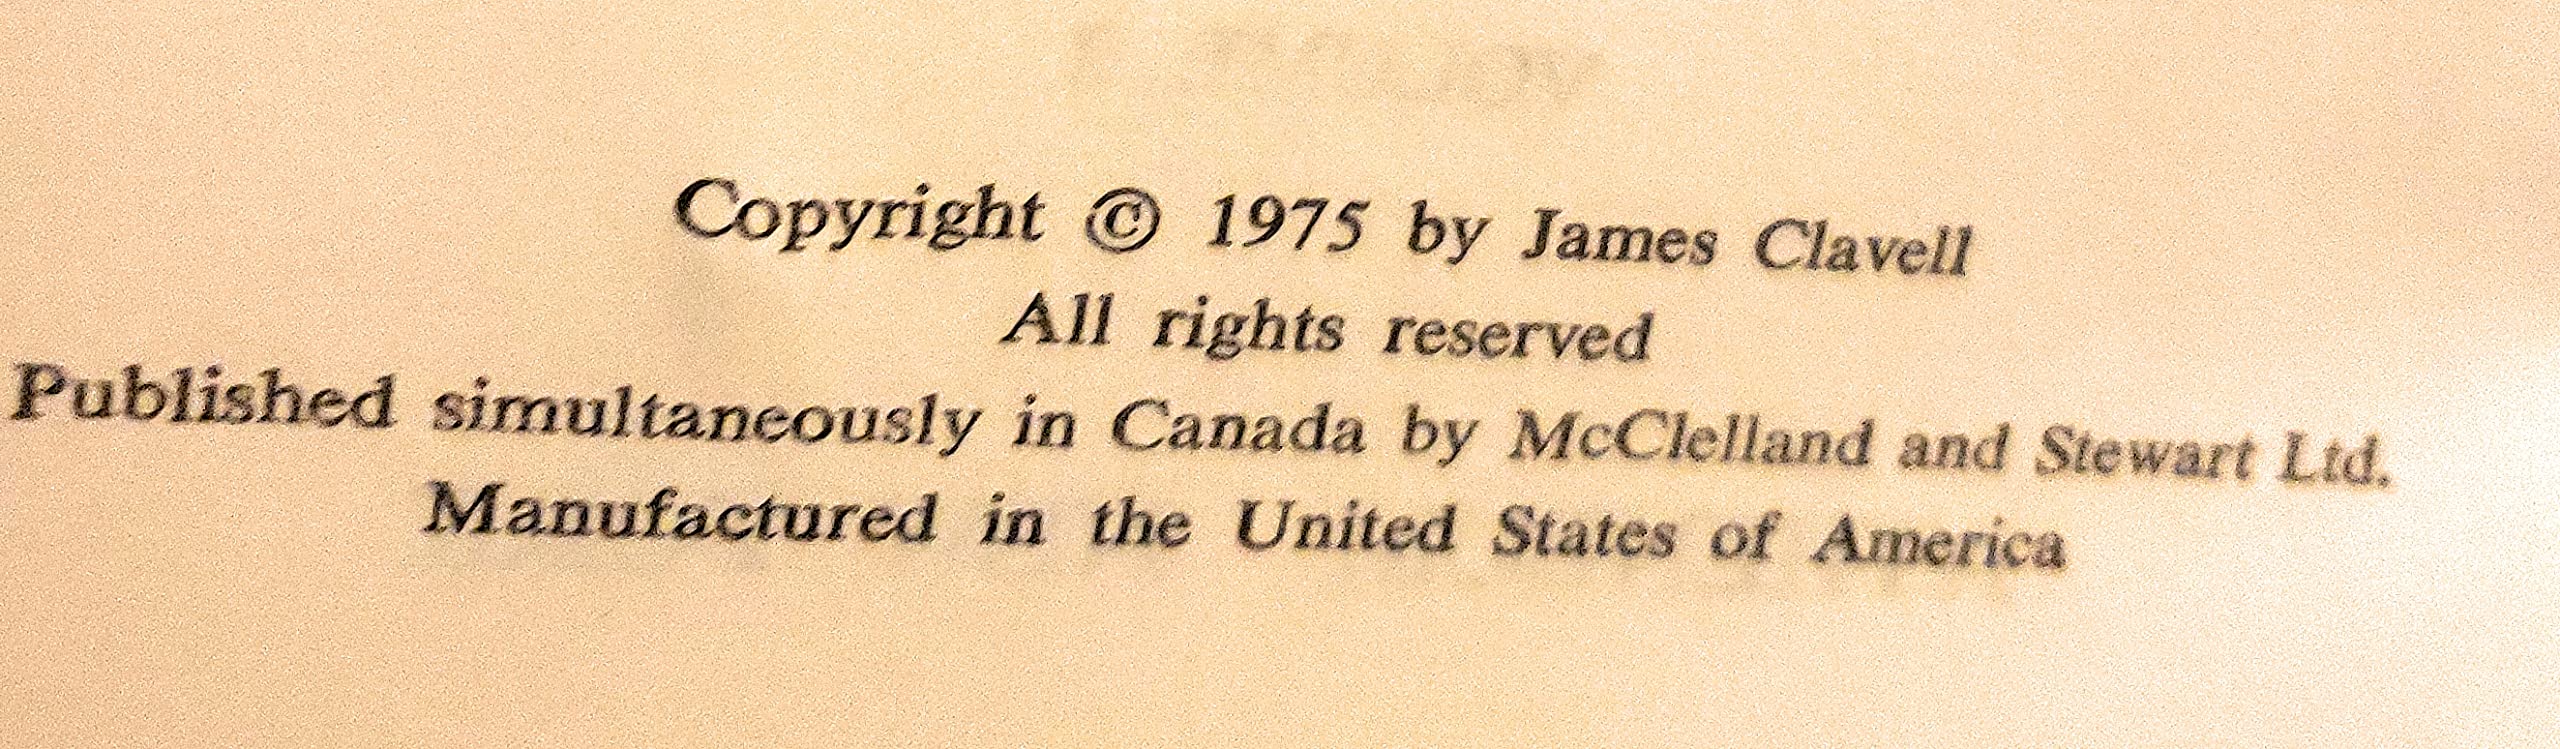 Copyright © 1975 by James Clavell
All rights reserved
Published simultaneously in Canada by McClelland and Stewart Ltd.
Manufactured in the United States of America